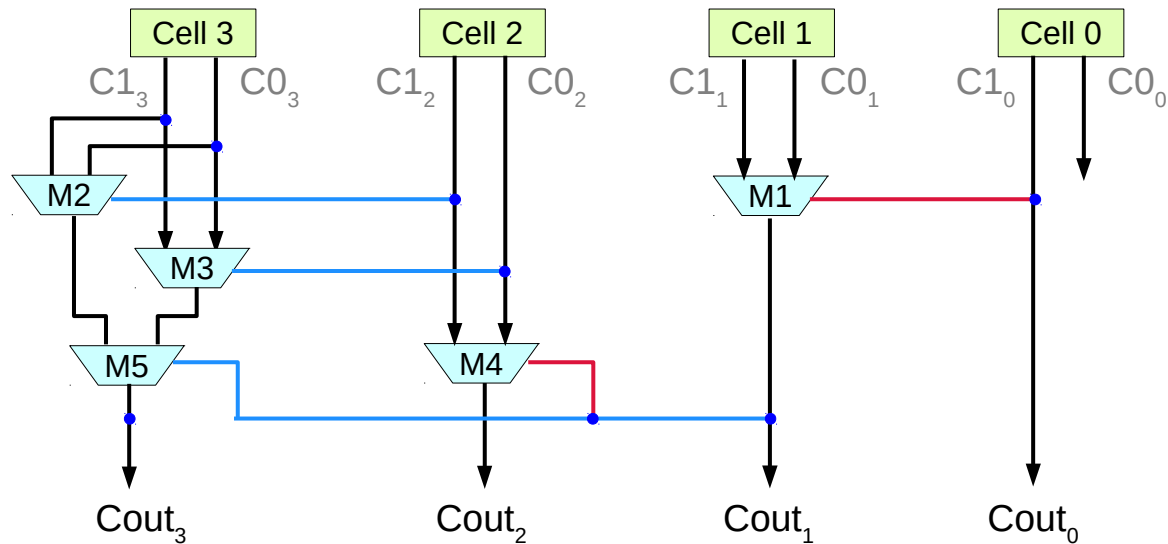 Cell 3 Cell 2 Cell 1 Cell 0
C1₃ C0₃ C1₂ C0₂ C1₁ C0₁ C1₀ C0₀
M2 M1
M3
M5 M4
Cout₃ Cout₂ Cout₁ Cout₀